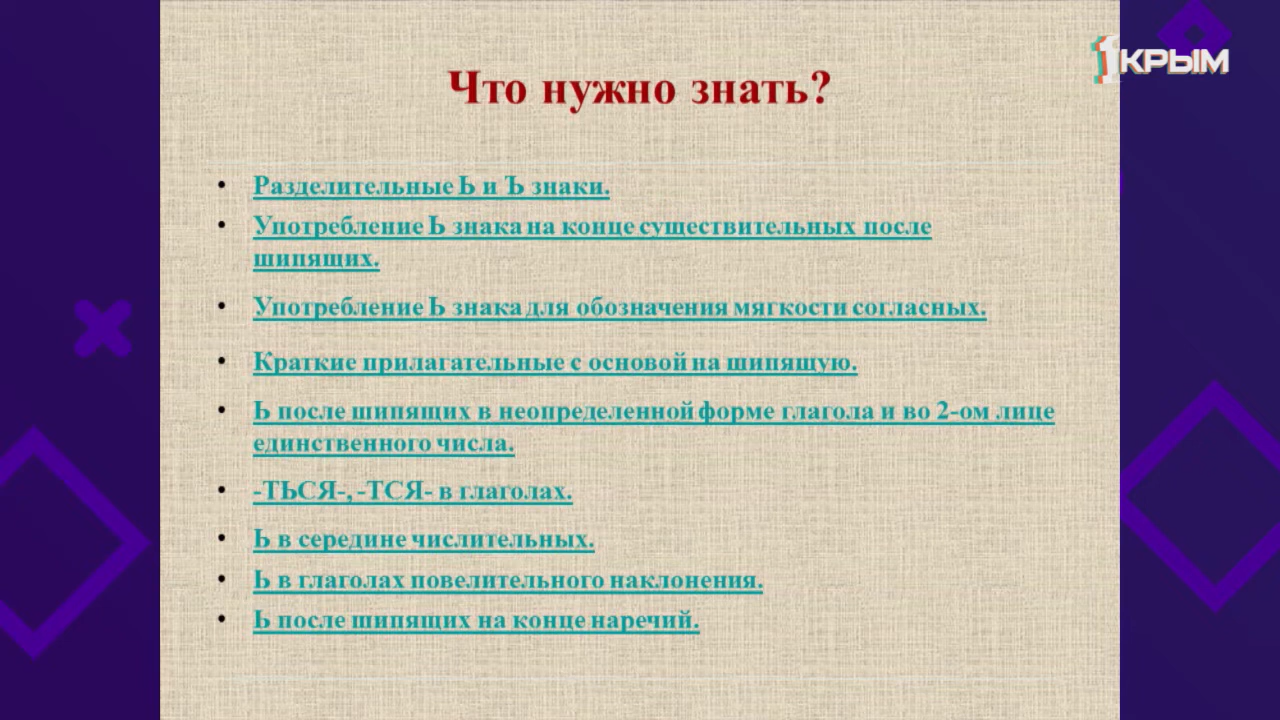 1КРЫМ
Что нужно знать?
• Разделительные Ь и Ъ знаки.
• Употребление Ь знака на конце существительных после
шипящих.
• Употребление Ь знака для обозначения мягкости согласных.
• Краткие прилагательные с основой на шипящую.
• Ь после шипящих в неопределенной форме глагола и во 2-ом лице
единственного числа.
• -ТЬСЯ-, -ТСЯ- в глаголах.
• Ь в середине числительных.
• Ь в глаголах повелительного наклонения.
• Ь после шипящих на конце наречий.